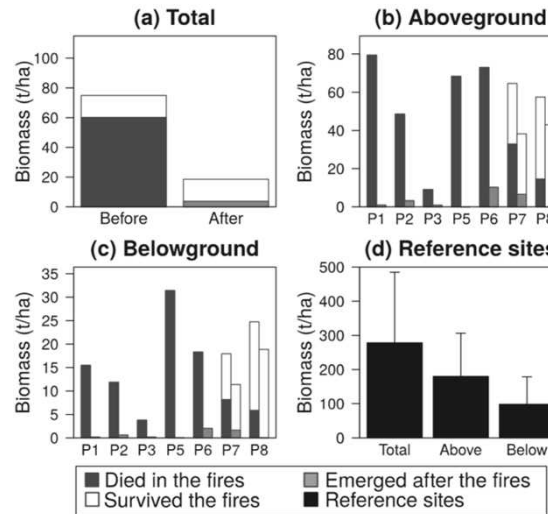 (a) Total
Biomass (t/ha)
100
80
60
40
20
0
Before After
(b) Aboveground
Biomass (t/ha)
80
60
40
20
0
P1 P2 P3 P5 P6 P7 P8
(c) Belowground
Biomass (t/ha)
35
30
25
20
15
10
5
0
P1 P2 P3 P5 P6 P7 P8
(d) Reference sites
Biomass (t/ha)
500
400
300
200
100
0
Total Above Below
Died in the fires
Survived the fires
Emerged after the fires
Reference sites